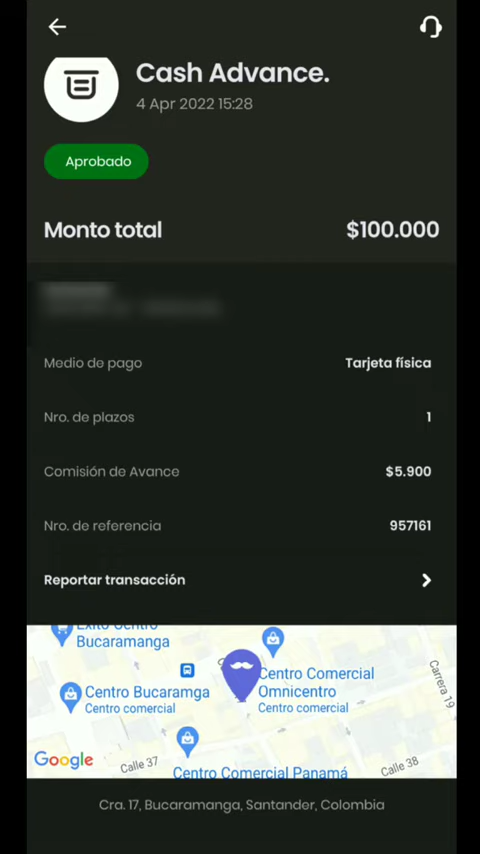 Cash Advance.
4 Apr 2022 15:28
Aprobado
Monto total $100.000
Medio de pago Tarjeta física
Nro. de plazos 1
Comisión de Avance $5.900
Nro. de referencia 957161
Reportar transacción
Exito Centro
Bucaramanga
Centro Comercial
Omnicentro
Centro comercial
Centro Bucaramga
Centro comercial
Carrera 19
Google
Calle 37
Centro Comercial Panamá
Calle 38
Cra. 17, Bucaramanga, Santander, Colombia